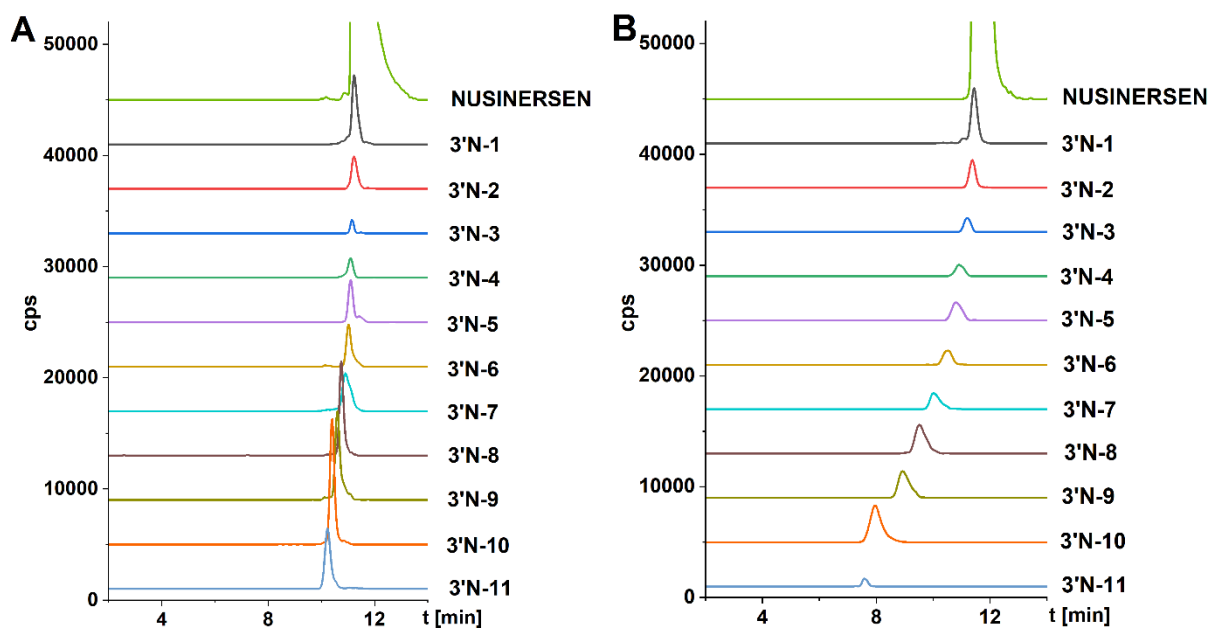 A
50000
40000
30000
20000
10000
0
cps
4
8
12
t [min]
NUSINERSEN
3'N-1
3'N-2
3'N-3
3'N-4
3'N-5
3'N-6
3'N-7
3'N-8
3'N-9
3'N-10
3'N-11
B
50000
40000
30000
20000
10000
0
cps
4
8
12
t [min]
NUSINERSEN
3'N-1
3'N-2
3'N-3
3'N-4
3'N-5
3'N-6
3'N-7
3'N-8
3'N-9
3'N-10
3'N-11